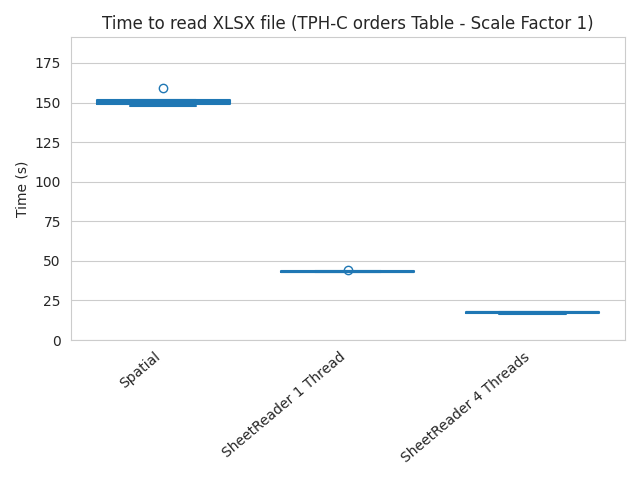 Time to read XLSX file (TPH-C orders Table - Scale Factor 1)
175
150
125
100
75
50
25
0
Time (s)
Spatial
SheetReader 1 Thread
SheetReader 4 Threads